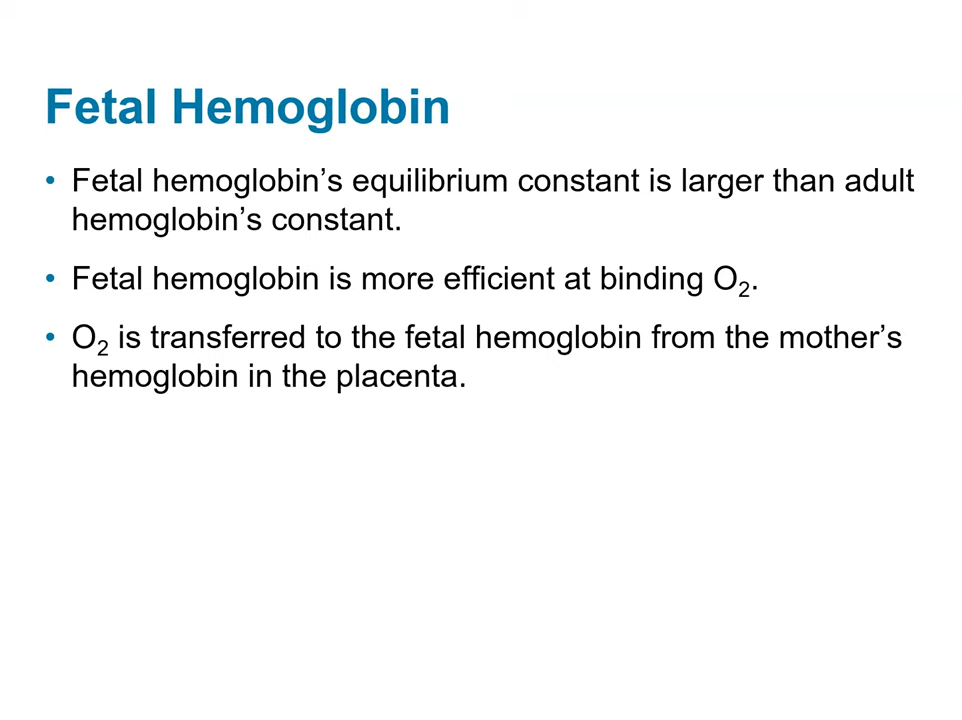 Fetal Hemoglobin
• Fetal hemoglobin’s equilibrium constant is larger than adult
hemoglobin’s constant.
• Fetal hemoglobin is more efficient at binding O₂.
• O₂ is transferred to the fetal hemoglobin from the mother’s
hemoglobin in the placenta.